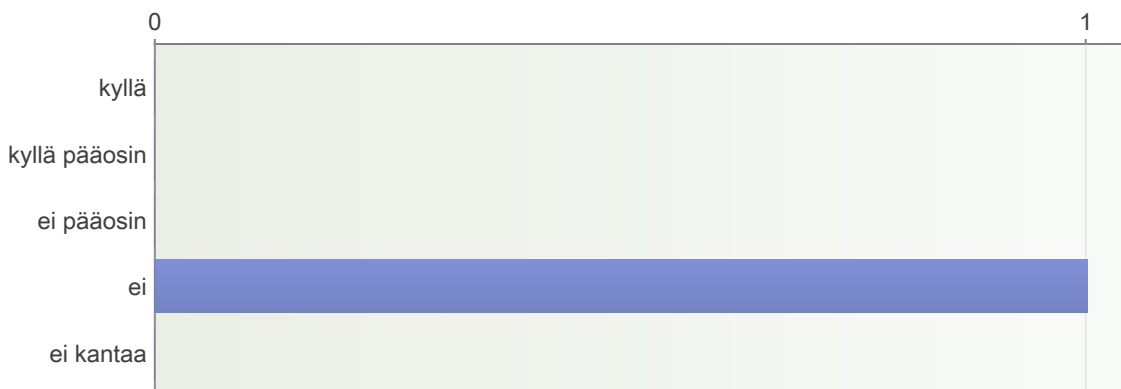 0 1
kyllä
kyllä pääosin
ei pääosin
ei
ei kantaa